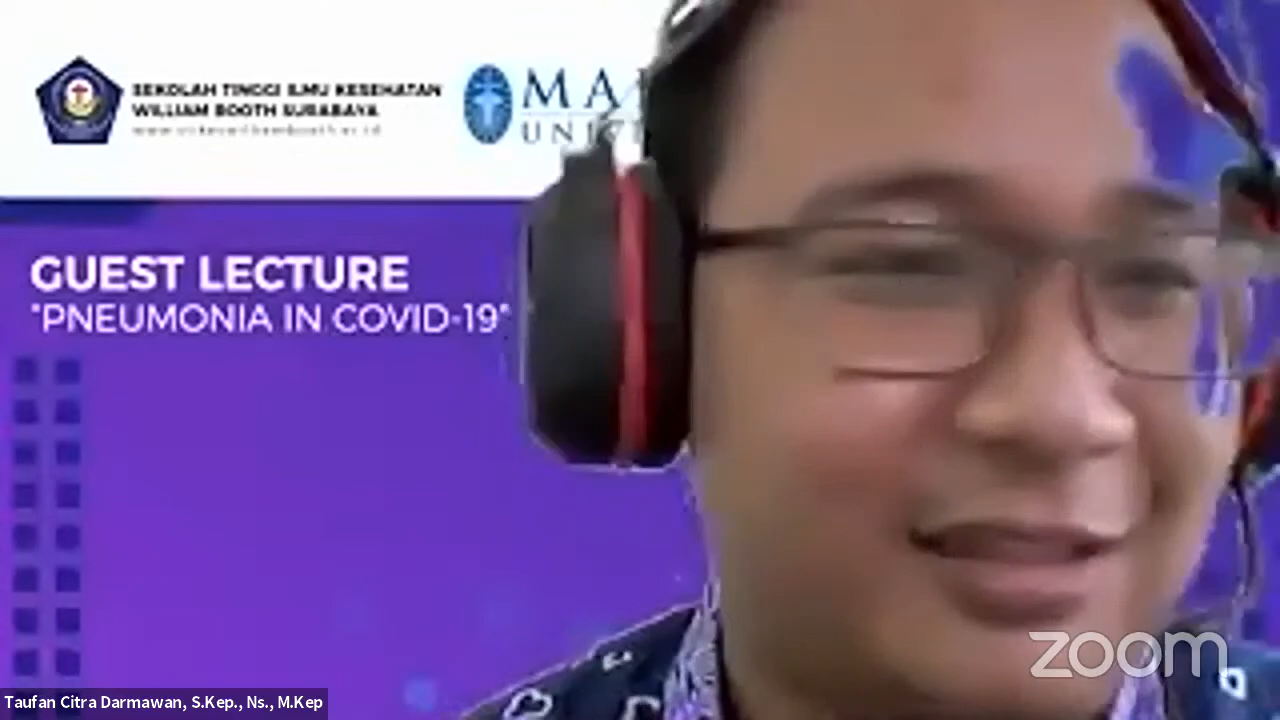 SEKOLAH TINGGI ILMU KESEHATAN
WILLIAM BOOTH SURABAYA
GUEST LECTURE
"PNEUMONIA IN COVID-19"
zoom
Taufan Citra Darmawan, S.Kep., Ns., M.Kep